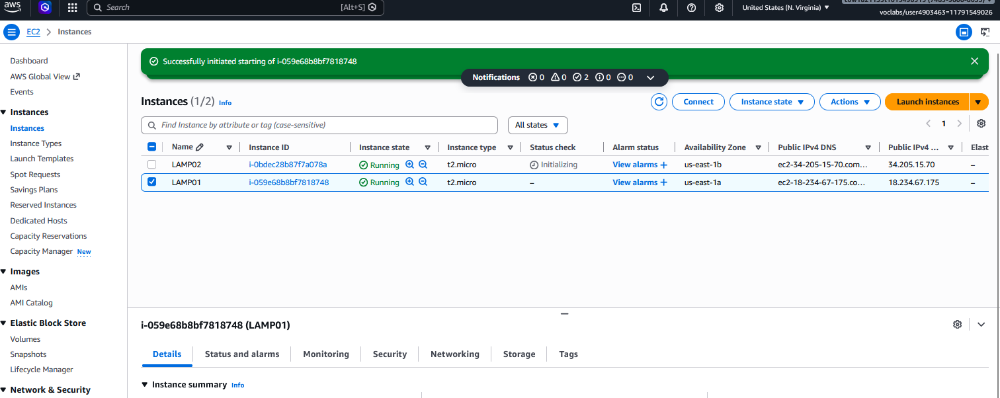 aws
Search [Alt+S]
United States (N. Virginia)
voclabs/user4903463=11791549026
EC2 > Instances
Dashboard
AWS Global View
Events
Instances
Instances
Instance Types
Launch Templates
Spot Requests
Savings Plans
Reserved Instances
Dedicated Hosts
Capacity Reservations
Capacity Manager New
Images
AMIs
AMI Catalog
Elastic Block Store
Volumes
Snapshots
Lifecycle Manager
Network & Security
Successfully initiated starting of i-059e68b8bf7818748
Notifications 0 0 2 0 0
Instances (1/2) Info
Connect Instance state Actions Launch instances
Find Instance by attribute or tag (case-sensitive) All states 1
Name Instance ID Instance state Instance type Status check Alarm status Availability Zone Public IPv4 DNS Public IPv4 ... Elast
LAMP02 i-0bdec28b87f7a078a Running t2.micro Initializing View alarms + us-east-1b ec2-34-205-15-70.com... 34.205.15.70 –
LAMP01 i-059e68b8bf7818748 Running t2.micro – View alarms + us-east-1a ec2-18-234-67-175.co... 18.234.67.175 –
i-059e68b8bf7818748 (LAMP01)
Details Status and alarms Monitoring Security Networking Storage Tags
Instance summary Info